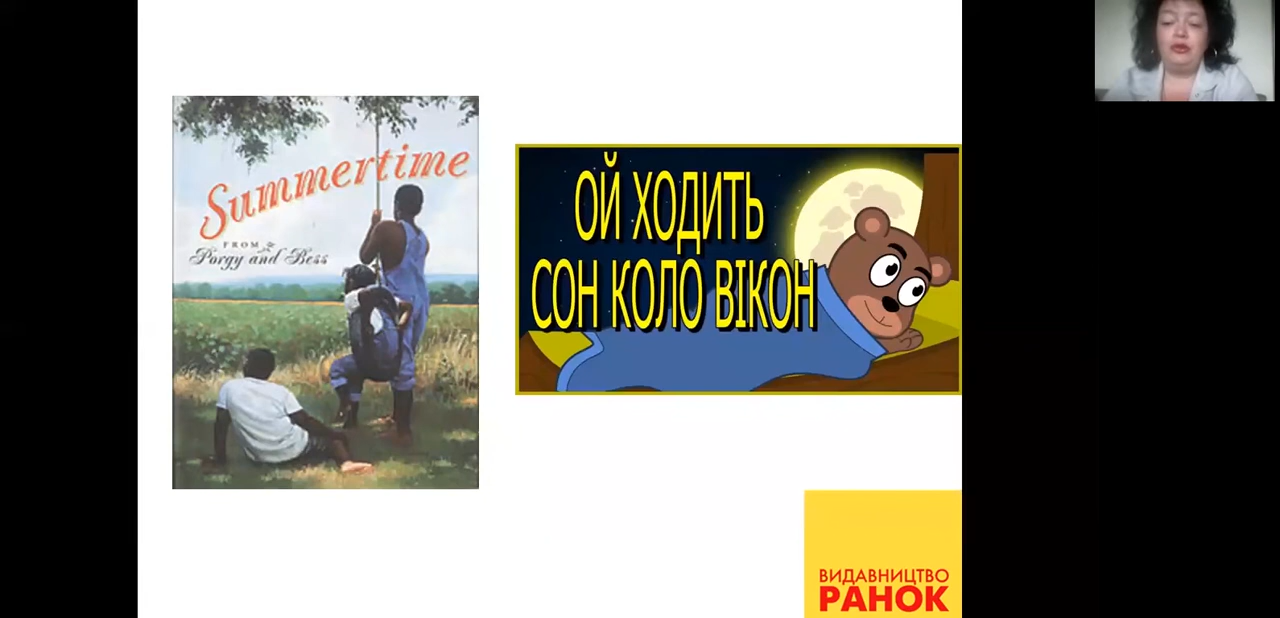 Summertime
FROM
Porgy and Bess
ОЙ ХОДИТЬ
СОН КОЛО ВІКОН
ВИДАВНИЦТВО
РАНОК